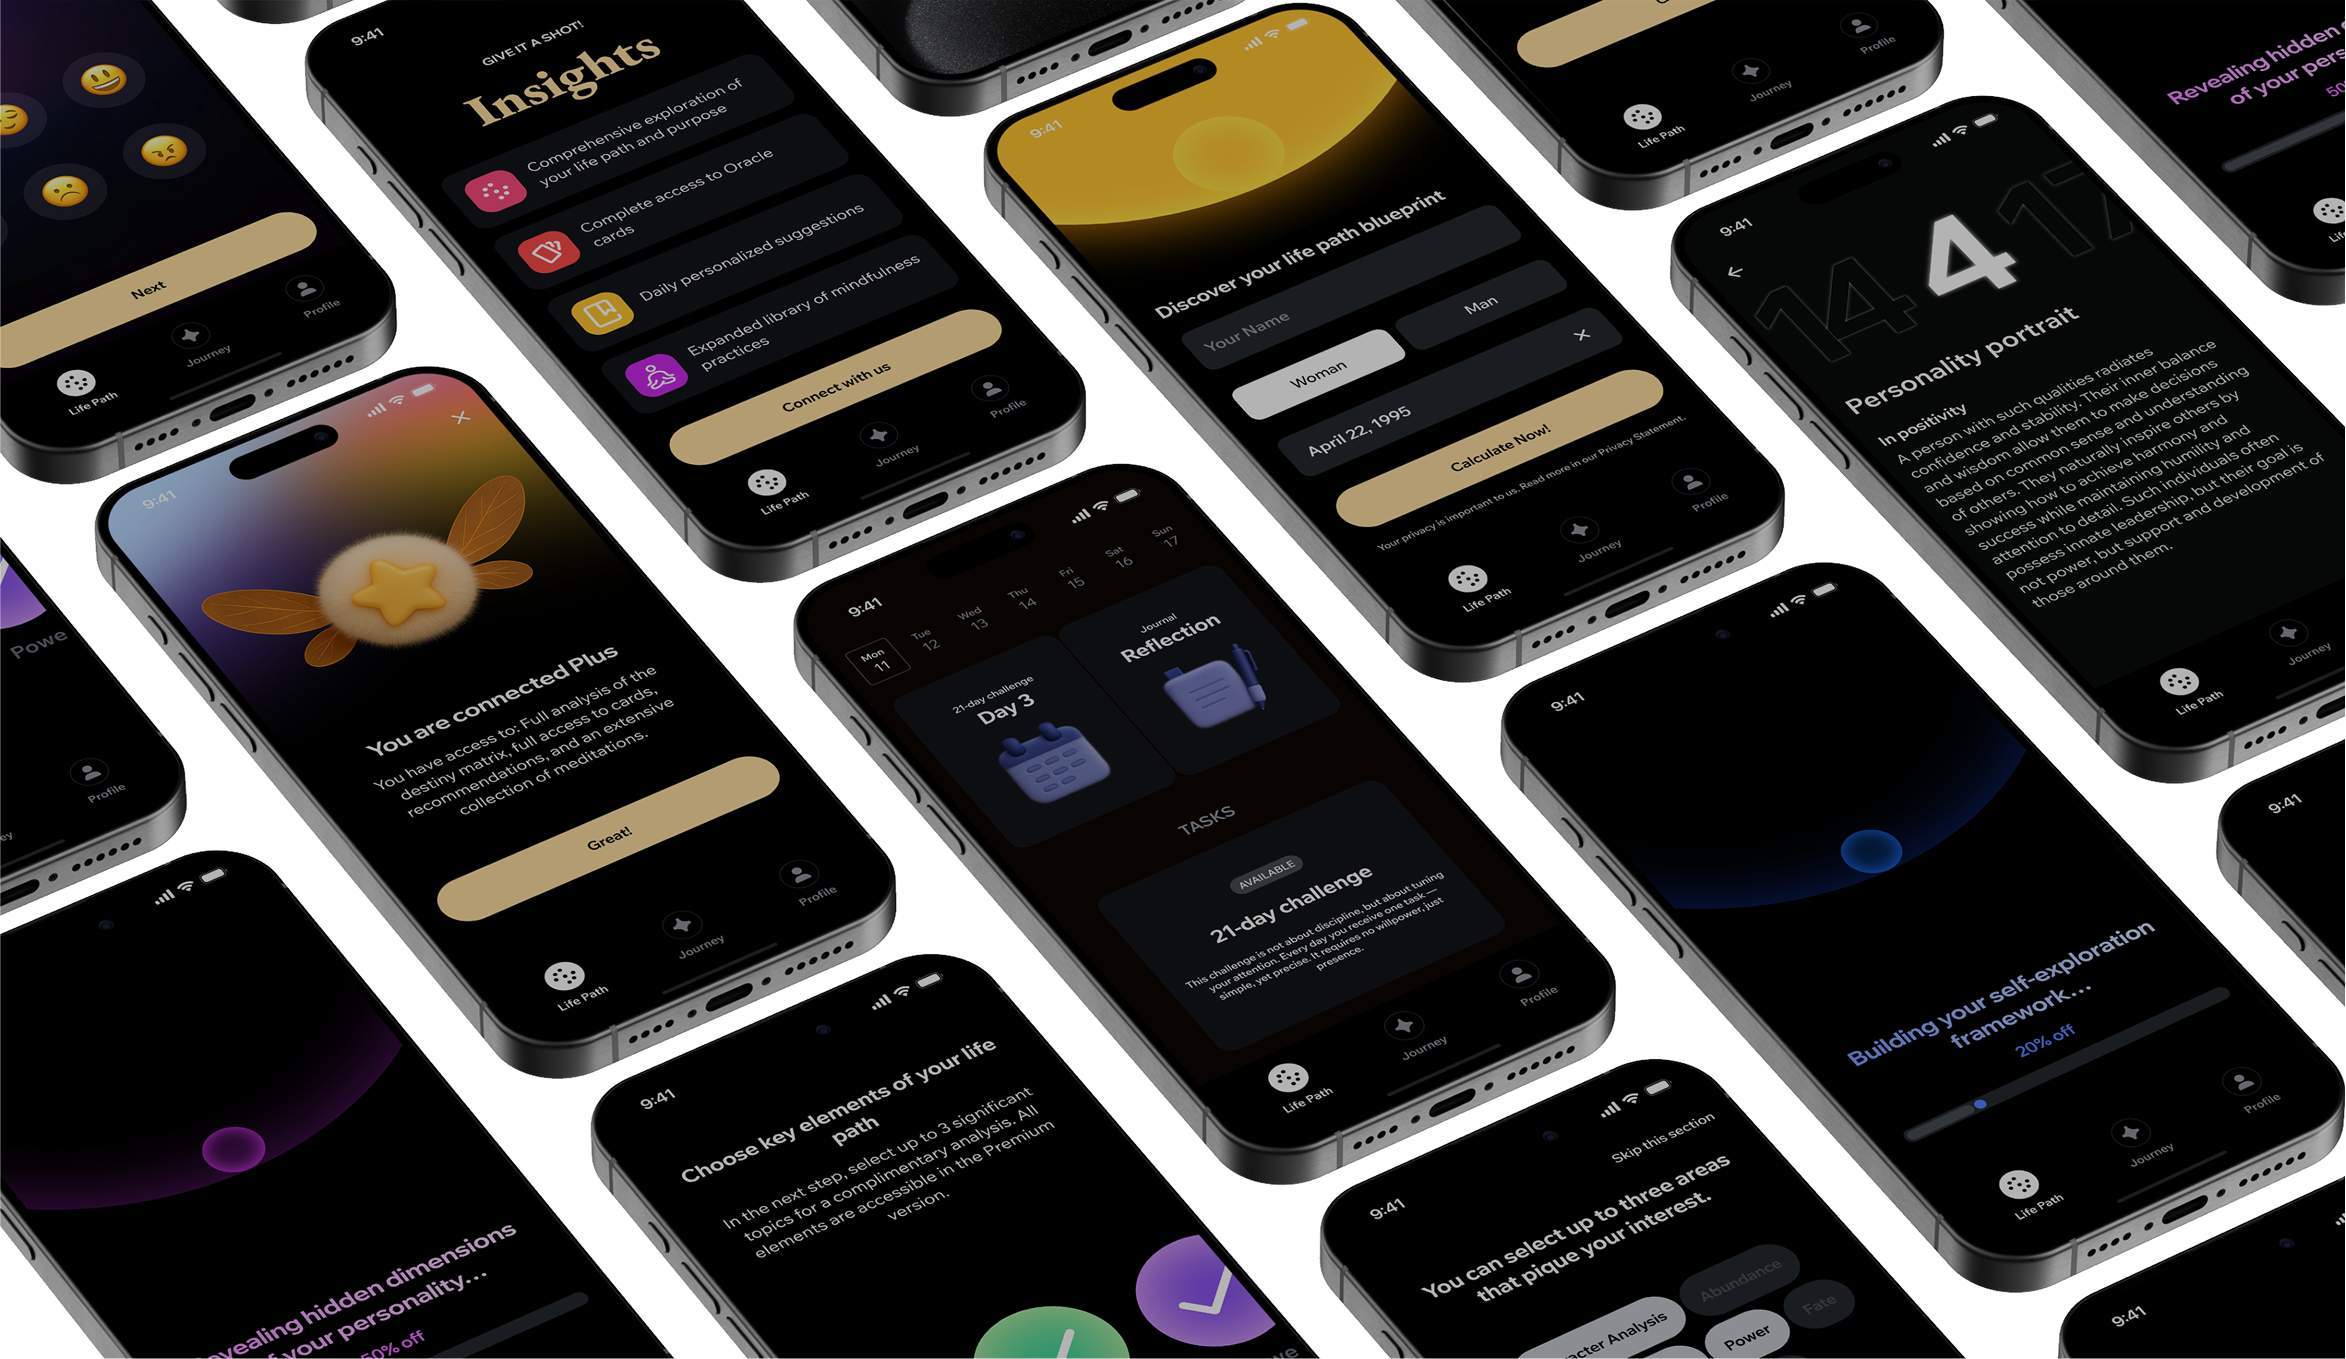 Next
Life Path
Journey
Profile
9:41
GIVE IT A SHOT!
Insights
Comprehensive exploration of
your life path and purpose
Complete access to Oracle
cards
Daily personalized suggestions
Expanded library of mindfulness
practices
Connect with us
Life Path
Journey
Profile
9:41
Discover your life path blueprint
Your Name
Woman
Man
April 22, 1995
Calculate Now!
Your privacy is important to us. Read more in our Privacy Statement.
Life Path
Journey
Profile
Life Path
Journey
Profile
Revealing hidden
of your pers
50
9:41
14 4 17
Personality portrait
In positivity
A person with such qualities radiates
confidence and stability. Their inner balance
and wisdom allow them to make decisions
based on common sense and understanding
of others. They naturally inspire others by
showing how to achieve harmony and
success while maintaining humility and
attention to detail. Such individuals often
possess innate leadership, but their goal is
not power, but support and development of
those around them.
Life Path
Journey
Powe
Profile
9:41
You are connected Plus
You have access to: Full analysis of the
destiny matrix, full access to cards,
recommendations, and an extensive
collection of meditations.
Great!
Life Path
Journey
Profile
9:41
Mon
11
Tue
12
Wed
13
Thu
14
Fri
15
Sat
16
Sun
17
21-day challenge
Day 3
Journal
Reflection
TASKS
AVAILABLE
21-day challenge
This challenge is not about discipline, but about tuning
your attention. Every day you receive one task —
simple, yet precise. It requires no willpower, just
presence.
Life Path
Journey
Profile
9:41
Building your self-exploration
framework...
20% off
Life Path
Journey
Profile
9:41
Revealing hidden dimensions
of your personality...
50% off
9:41
Choose key elements of your life
path
In the next step, select up to 3 significant
topics for a complimentary analysis. All
elements are accessible in the Premium
version.
9:41
Skip this section
You can select up to three areas
that pique your interest.
Abundance
acter Analysis
Power
Fate
9:41